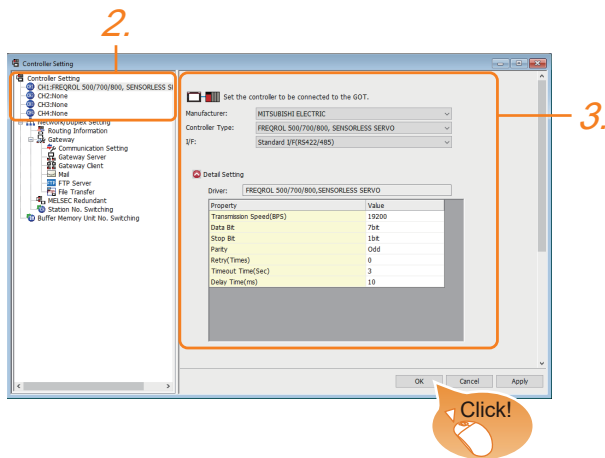 2.
Controller Setting
Controller Setting
CH1:FREQROL 500/700/800, SENSORLESS SE
CH2:None
CH3:None
CH4:None
Network/Duplex Setting
Routing Information
Gateway
Communication Setting
Gateway Server
Gateway Client
Mail
FTP Server
File Transfer
MELSEC Redundant
Station No. Switching
Buffer Memory Unit No. Switching
Set the controller to be connected to the GOT.
Manufacturer: MITSUBISHI ELECTRIC
Controller Type: FREQROL 500/700/800, SENSORLESS SERVO
I/F: Standard I/F(RS422/485)
3.
Detail Setting
Driver: FREQROL 500/700/800,SENSORLESS SERVO
Property Value
Transmission Speed(BPS) 19200
Data Bit 7bit
Stop Bit 1bit
Parity Odd
Retry(Times) 0
Timeout Time(Sec) 3
Delay Time(ms) 10
OK Cancel Apply
Click!